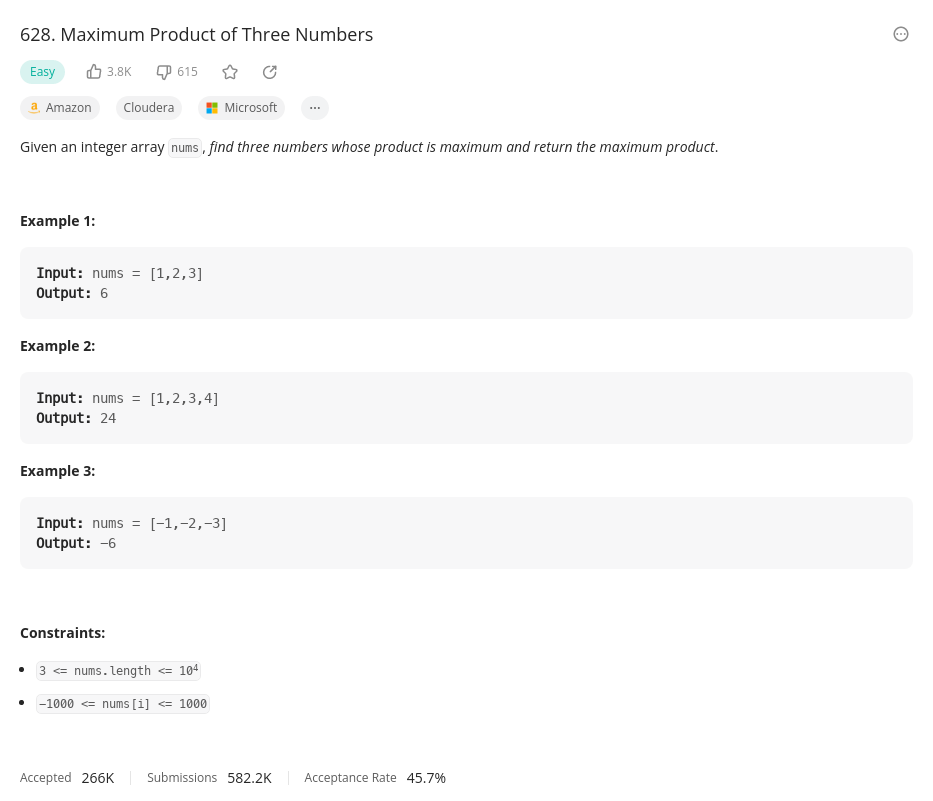 628. Maximum Product of Three Numbers
Easy 3.8K 615
Amazon Cloudera Microsoft ...
Given an integer array nums, find three numbers whose product is maximum and return the maximum product.
Example 1:
Input: nums = [1,2,3]
Output: 6
Example 2:
Input: nums = [1,2,3,4]
Output: 24
Example 3:
Input: nums = [−1,−2,−3]
Output: −6
Constraints:
• 3 <= nums.length <= 10⁴
• −1000 <= nums[i] <= 1000
Accepted 266K Submissions 582.2K Acceptance Rate 45.7%